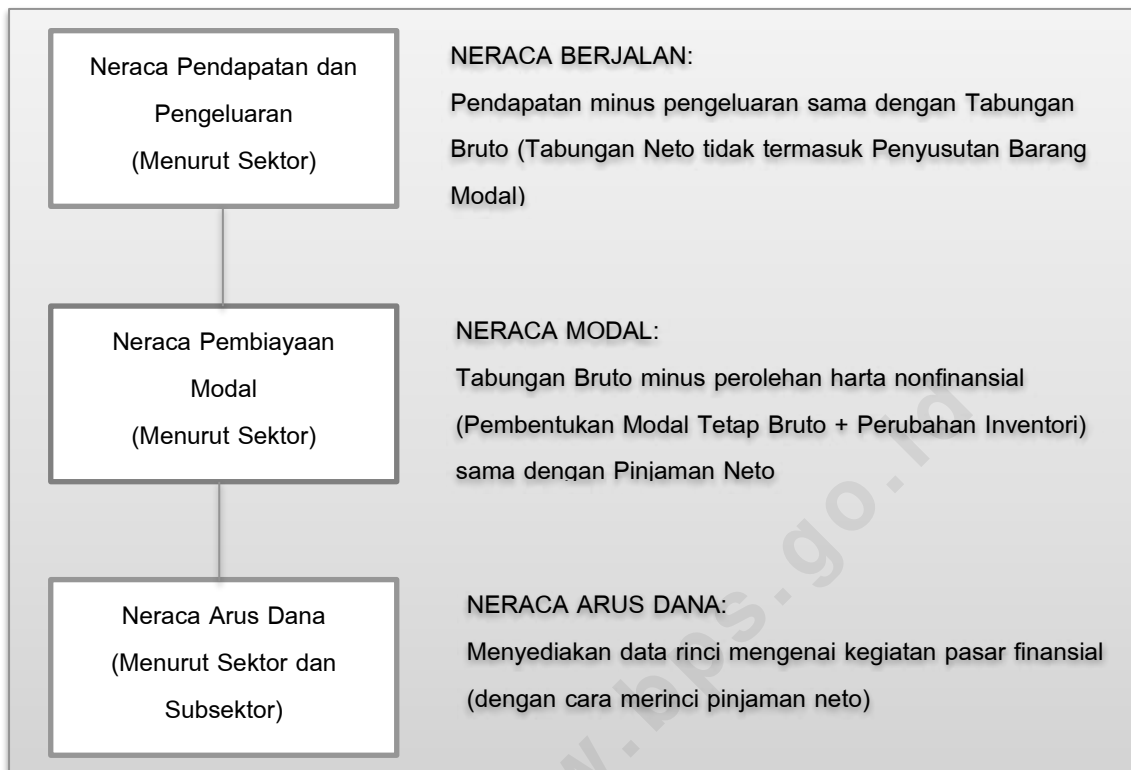 Neraca Pendapatan dan
Pengeluaran
(Menurut Sektor)
NERACA BERJALAN:
Pendapatan minus pengeluaran sama dengan Tabungan
Bruto (Tabungan Neto tidak termasuk Penyusutan Barang
Modal)
Neraca Pembiayaan
Modal
(Menurut Sektor)
NERACA MODAL:
Tabungan Bruto minus perolehan harta nonfinansial
(Pembentukan Modal Tetap Bruto + Perubahan Inventori)
sama dengan Pinjaman Neto
Neraca Arus Dana
(Menurut Sektor dan
Subsektor)
NERACA ARUS DANA:
Menyediakan data rinci mengenai kegiatan pasar finansial
(dengan cara merinci pinjaman neto)
w.bps.go.id